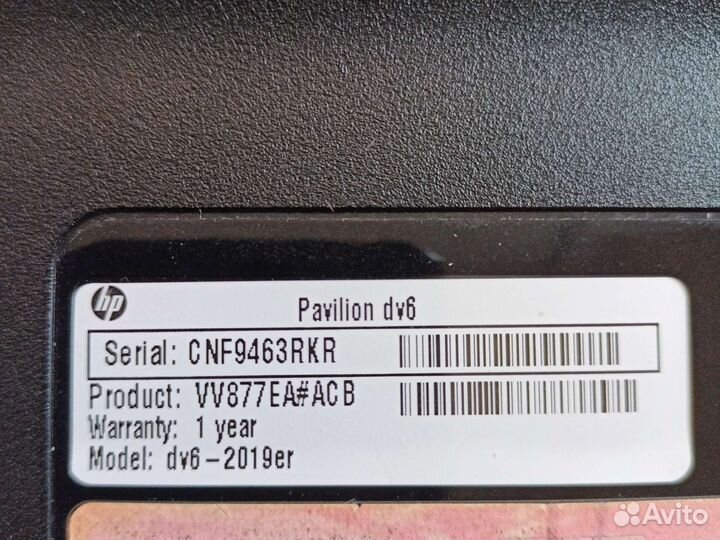 hp
Pavilion dv6
Serial: CNF9463RKR
Product: VV877EA#ACB
Warranty: 1 year
Model: dv6-2019er
Avito